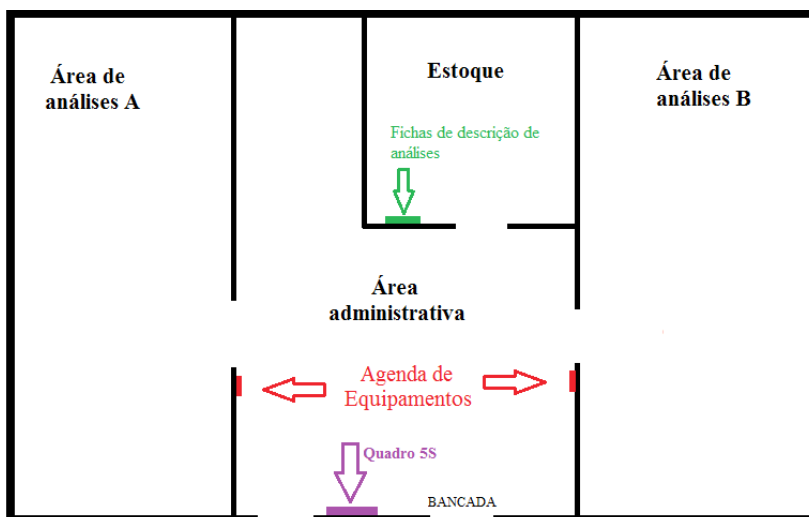 Área de
análises A
Estoque
Área de
análises B
Fichas de descrição de
análises
Área
administrativa
Agenda de
Equipamentos
Quadro 5S
BANCADA